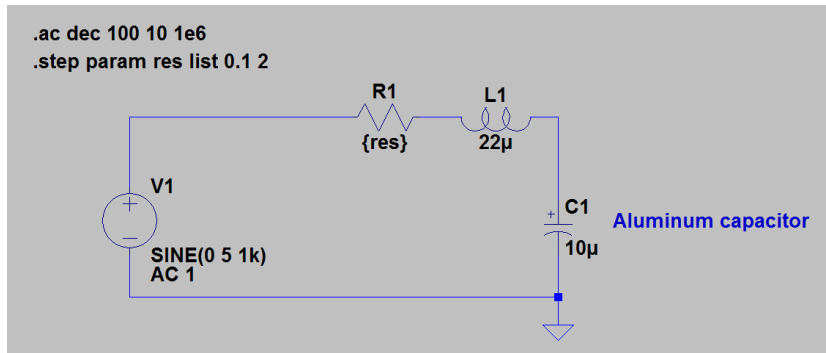 .ac dec 100 10 1e6
.step param res list 0.1 2
R1
{res}
L1
22µ
V1
SINE(0 5 1k)
AC 1
C1
10µ
Aluminum capacitor